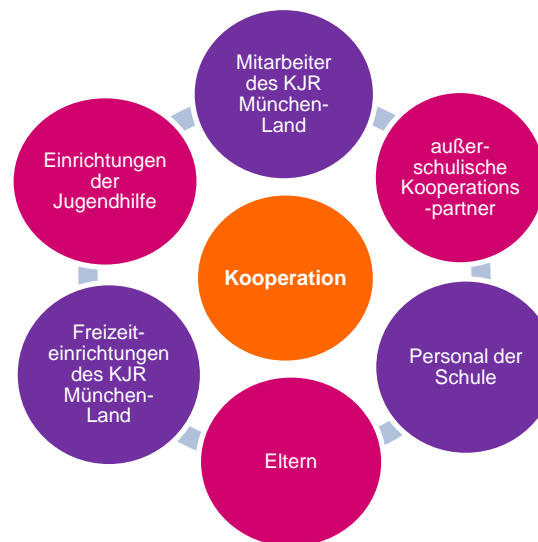 Mitarbeiter
des KJR
München-
Land
außer-
schulische
Kooperations
-partner
Personal der
Schule
Eltern
Freizeit-
einrichtungen
des KJR
München-
Land
Einrichtungen
der
Jugendhilfe
Kooperation